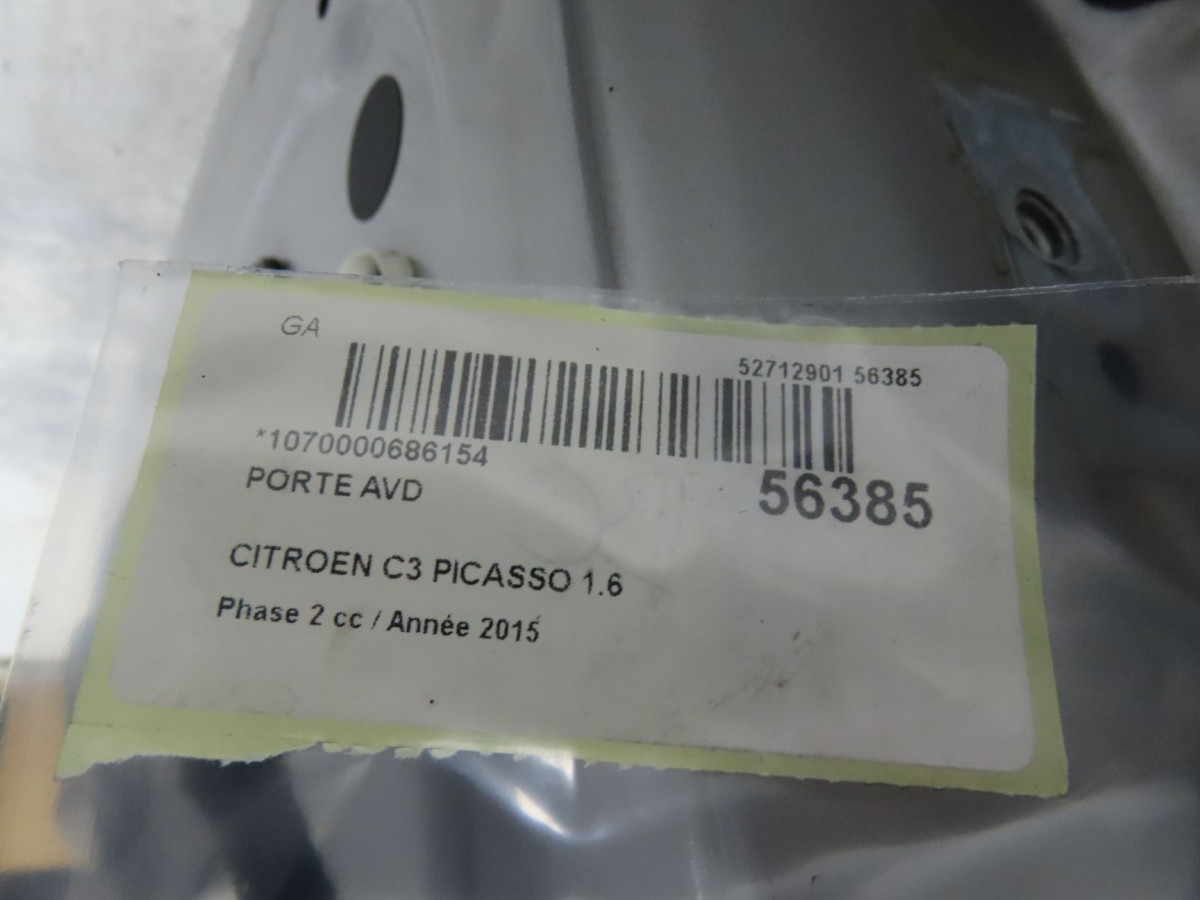 GA
52712901 56385
*1070000686154
PORTE AVD
56385
CITROEN C3 PICASSO 1.6
Phase 2 cc / Année 2015